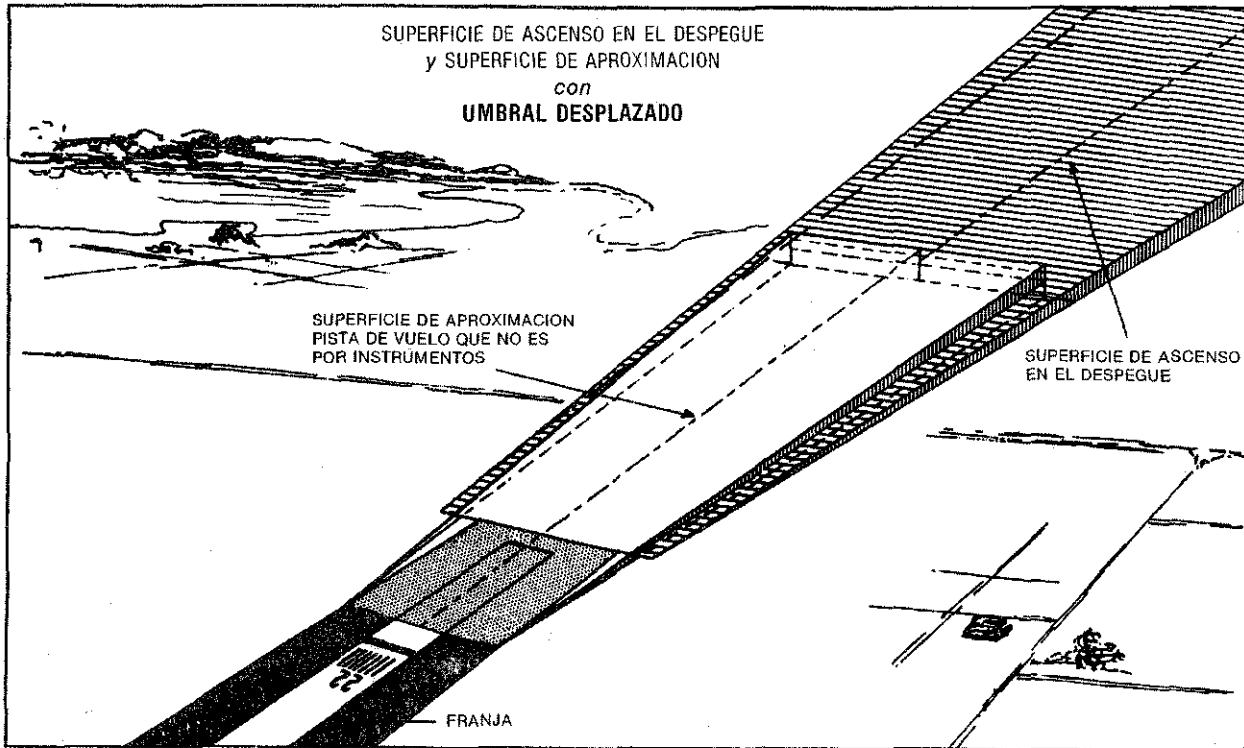 SUPERFICIE DE ASCENSO EN EL DESPEGUE
y SUPERFICIE DE APROXIMACION
con
UMBRAL DESPLAZADO
SUPERFICIE DE APROXIMACION
PISTA DE VUELO QUE NO ES
POR INSTRUMENTOS
SUPERFICIE DE ASCENSO
EN EL DESPEGUE
22
FRANJA